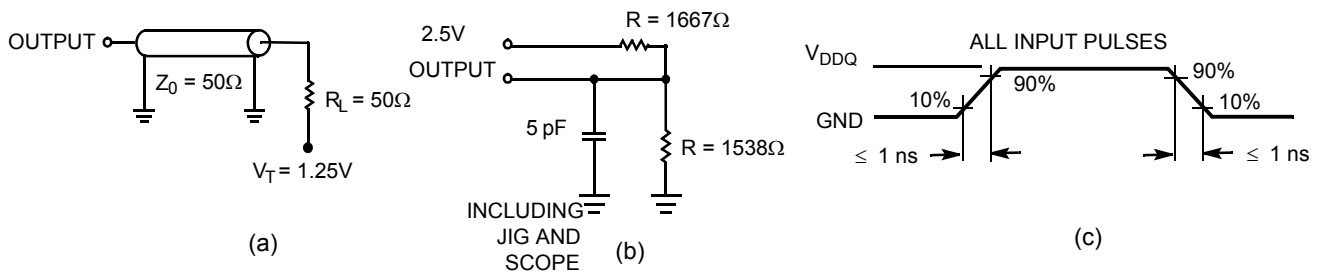 OUTPUT
Z0 = 50Ω
RL = 50Ω
VT = 1.25V
(a)
R = 1667Ω
2.5V
OUTPUT
5 pF
R = 1538Ω
INCLUDING
JIG AND
SCOPE
(b)
ALL INPUT PULSES
VDDQ
90%
90%
10%
10%
GND
≤ 1 ns
≤ 1 ns
(c)